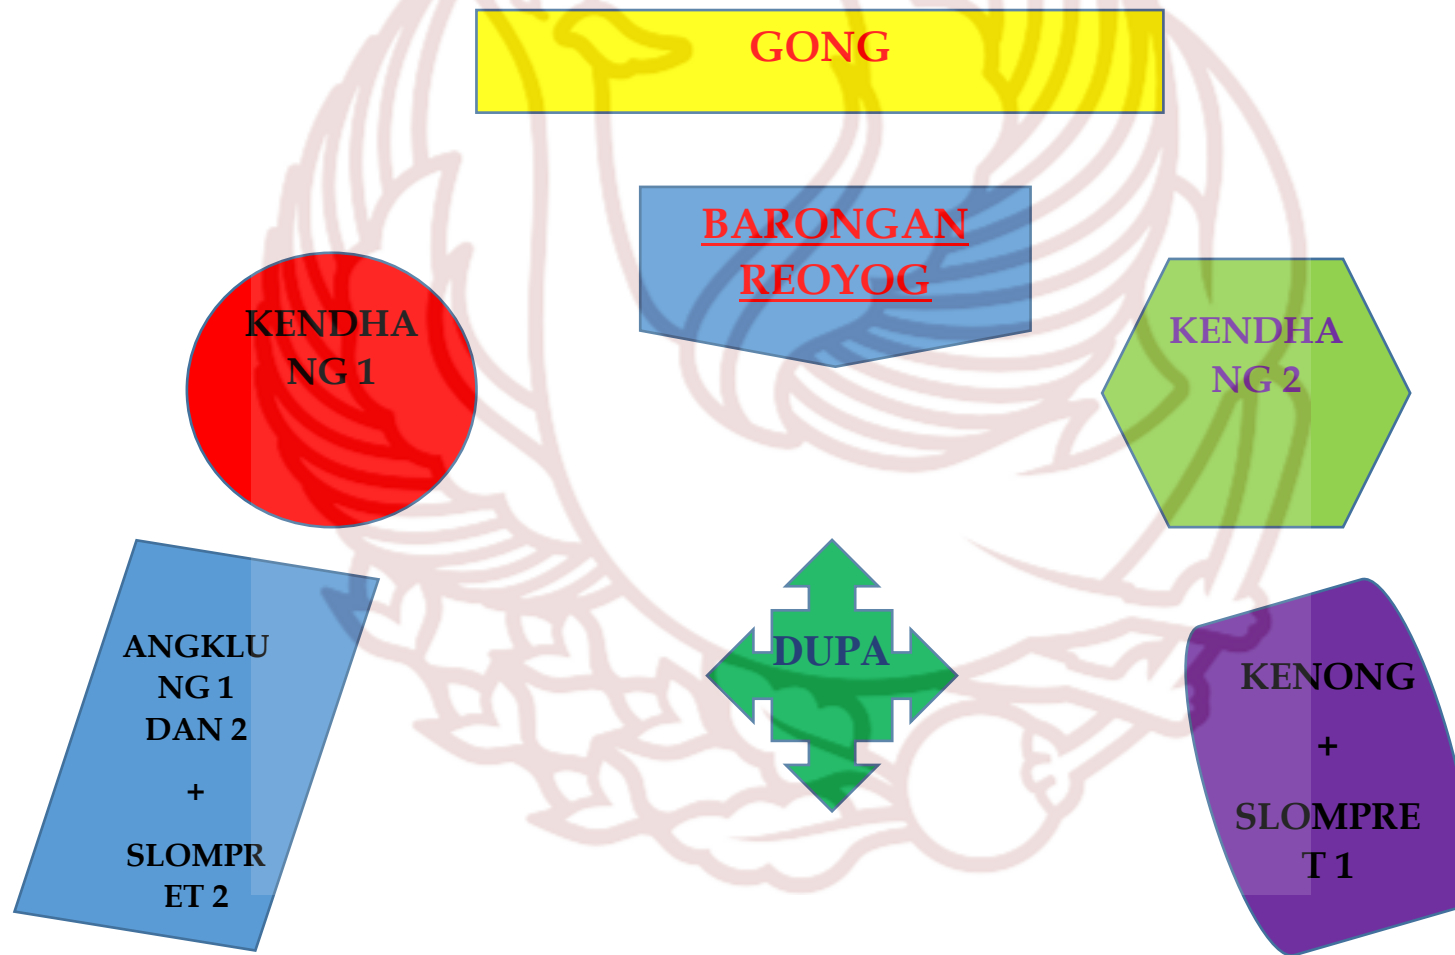 GONG
BARONGAN
REOYOG
KENDHA
NG 1
KENDHA
NG 2
ANGKLU
NG 1
DAN 2
+
SLOMPR
ET 2
DUPA
KENONG
+
SLOMPRE
T 1